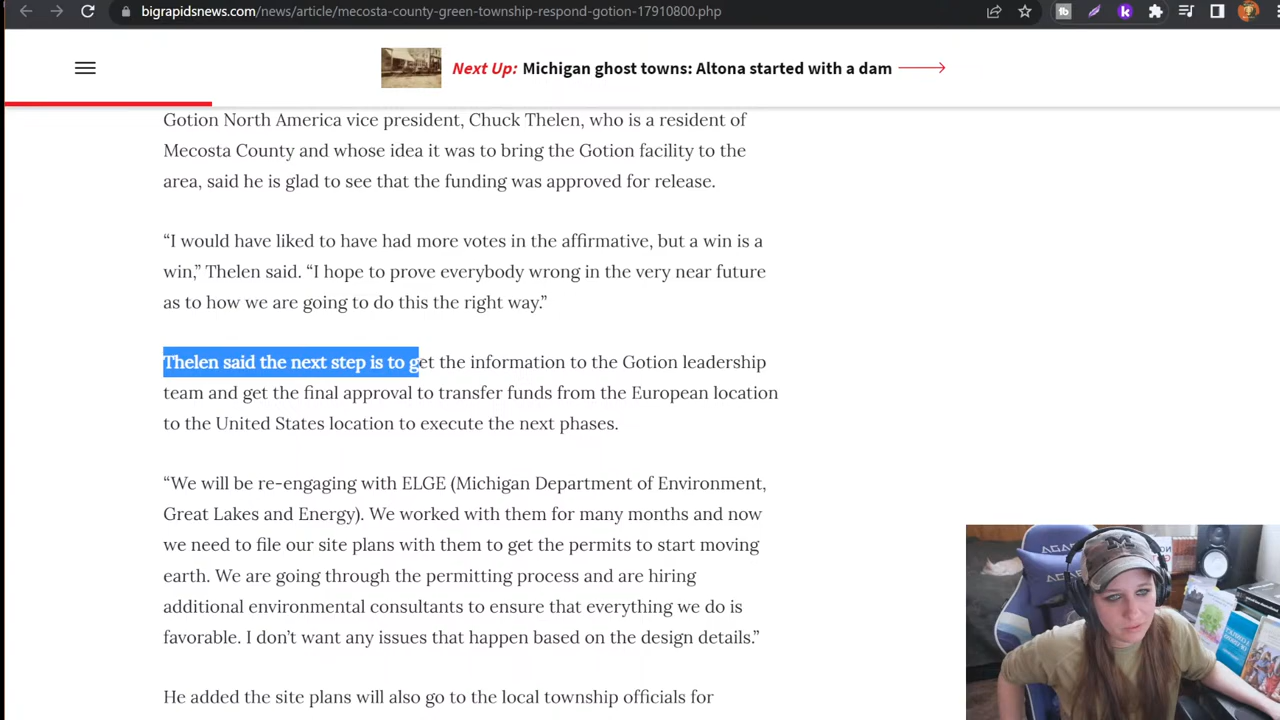 bigrapidsnews.com/news/article/mecosta-county-green-township-respond-gotion-17910800.php
Next Up: Michigan ghost towns: Altona started with a dam
Gotion North America vice president, Chuck Thelen, who is a resident of
Mecosta County and whose idea it was to bring the Gotion facility to the
area, said he is glad to see that the funding was approved for release.
“I would have liked to have had more votes in the affirmative, but a win is a
win,” Thelen said. “I hope to prove everybody wrong in the very near future
as to how we are going to do this the right way.”
Thelen said the next step is to get the information to the Gotion leadership
team and get the final approval to transfer funds from the European location
to the United States location to execute the next phases.
“We will be re-engaging with ELGE (Michigan Department of Environment,
Great Lakes and Energy). We worked with them for many months and now
we need to file our site plans with them to get the permits to start moving
earth. We are going through the permitting process and are hiring
additional environmental consultants to ensure that everything we do is
favorable. I don’t want any issues that happen based on the design details.”
He added the site plans will also go to the local township officials for
M